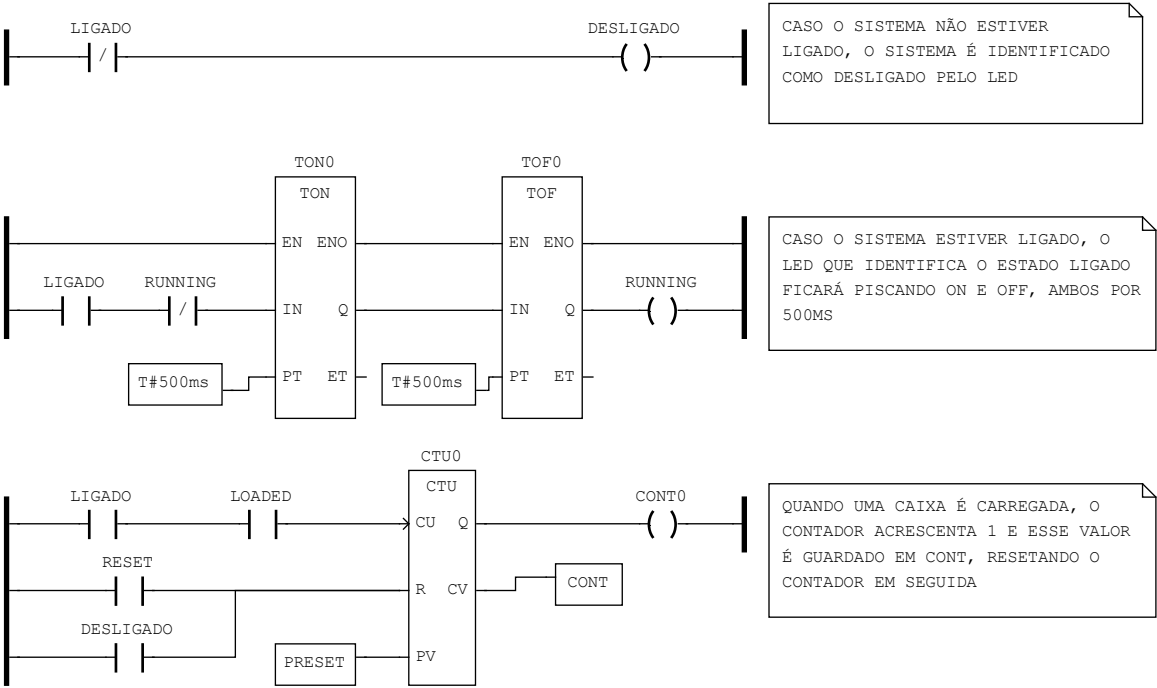 LIGADO
DESLIGADO
/
CASO O SISTEMA NÃO ESTIVER
LIGADO, O SISTEMA É IDENTIFICADO
COMO DESLIGADO PELO LED
TON0
TOF0
TON
TOF
EN ENO
EN ENO
LIGADO
RUNNING
/
IN Q
IN Q
RUNNING
T#500ms
PT ET
T#500ms
PT ET
CASO O SISTEMA ESTIVER LIGADO, O
LED QUE IDENTIFICA O ESTADO LIGADO
FICARÁ PISCANDO ON E OFF, AMBOS POR
500MS
CTU0
CTU
LIGADO
LOADED
CU Q
CONT0
RESET
R CV
CONT
DESLIGADO
PRESET
PV
QUANDO UMA CAIXA É CARREGADA, O
CONTADOR ACRESCENTA 1 E ESSE VALOR
É GUARDADO EM CONT, RESETANDO O
CONTADOR EM SEGUIDA